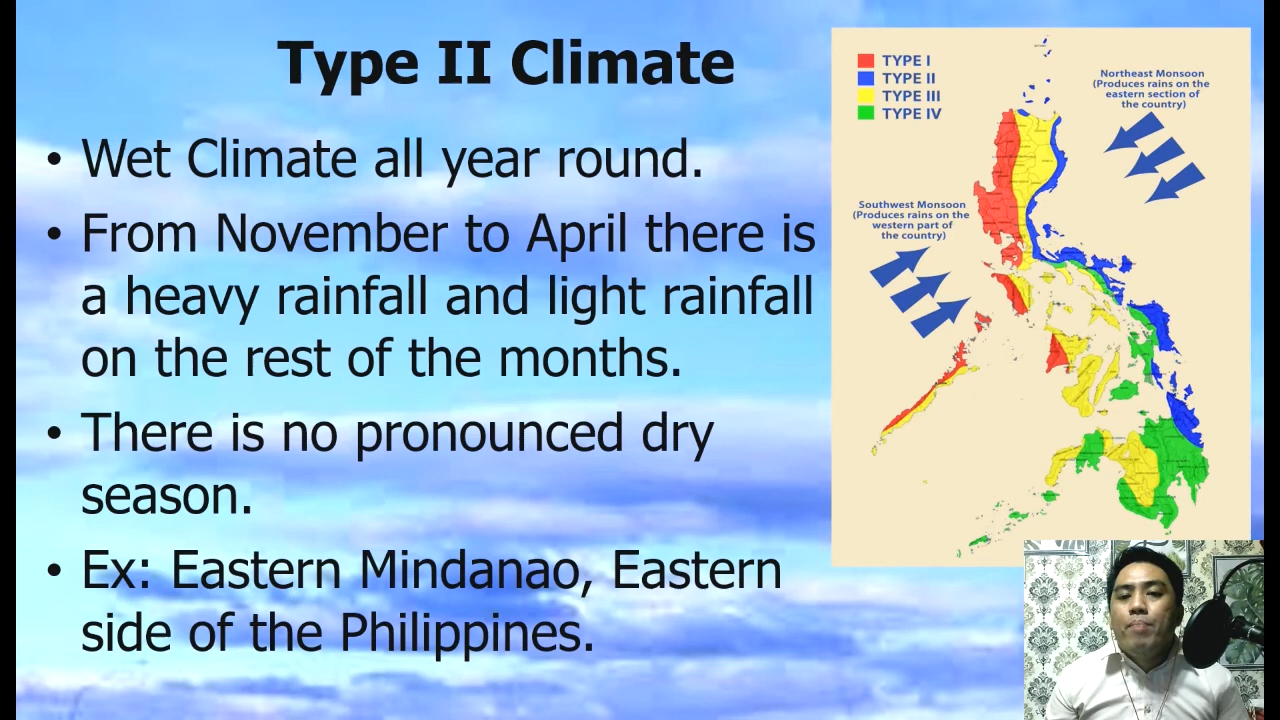 Type II Climate
• Wet Climate all year round.
• From November to April there is
a heavy rainfall and light rainfall
on the rest of the months.
• There is no pronounced dry
season.
• Ex: Eastern Mindanao, Eastern
side of the Philippines.
TYPE I
TYPE II
TYPE III
TYPE IV
Northeast Monsoon
(Produces rains on the
eastern section of
the country)
Southwest Monsoon
(Produces rains on the
western part of
the country)